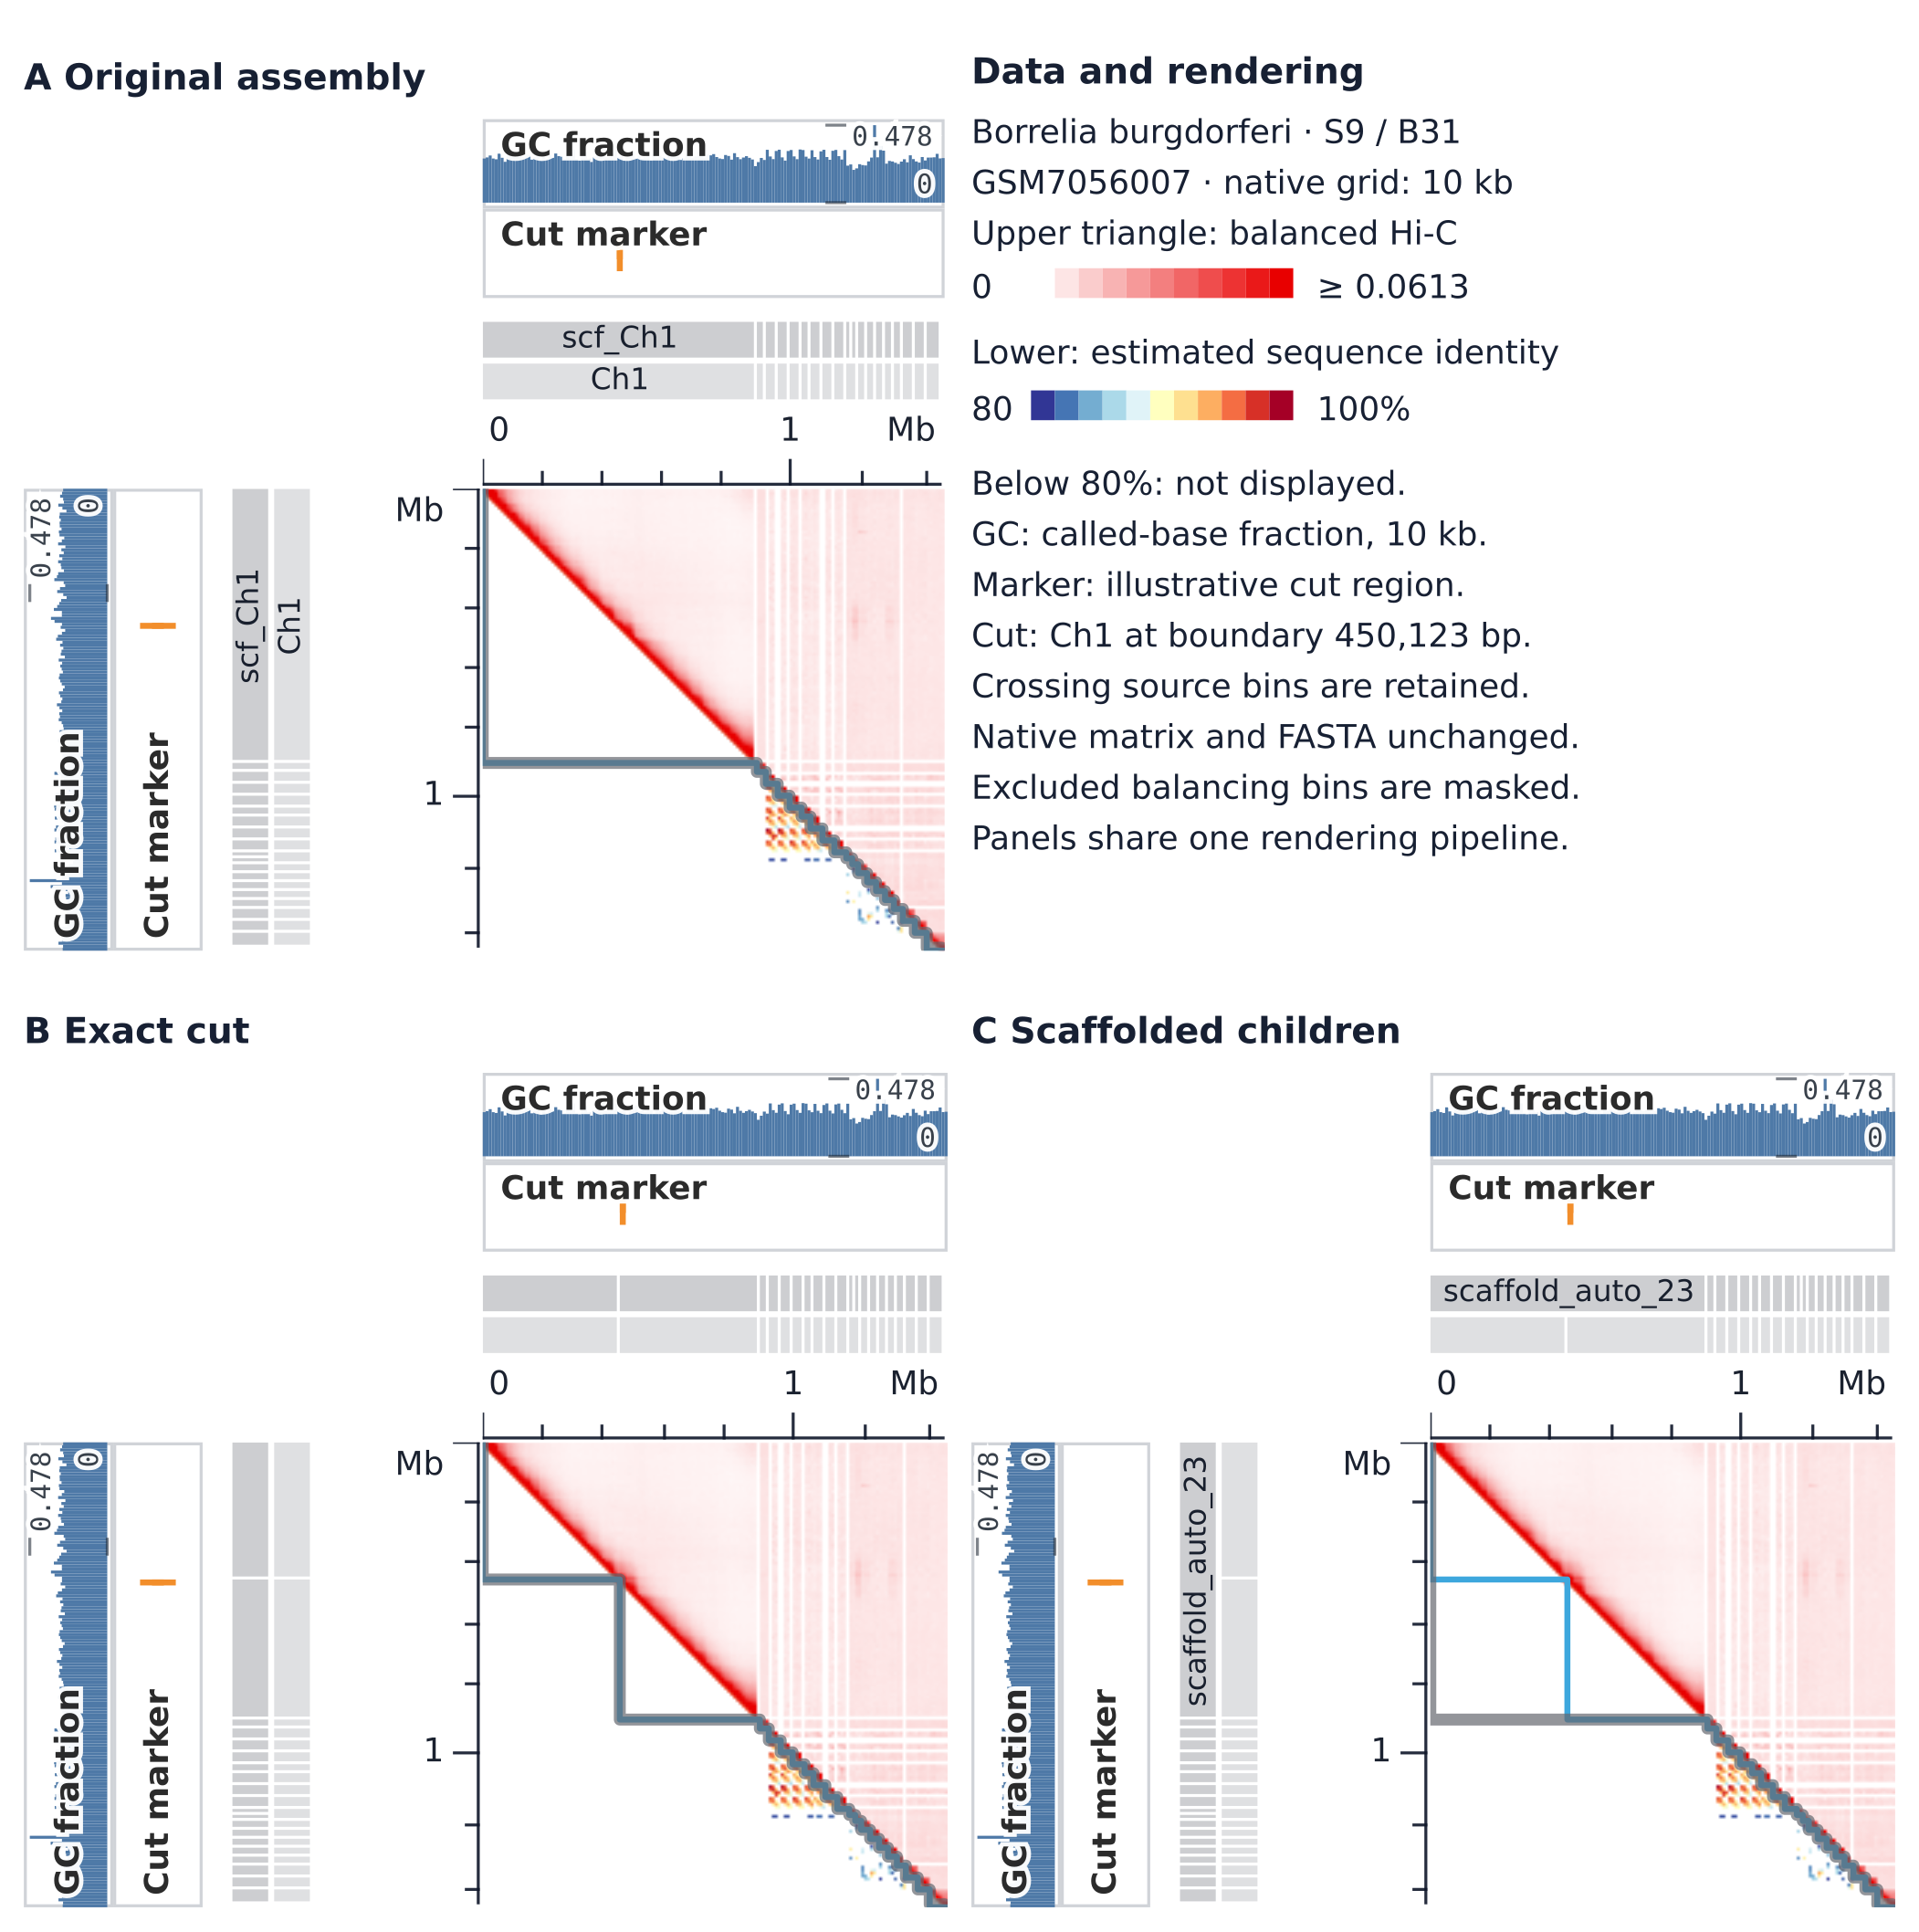 A Original assembly
GC fraction
0.478
0
Cut marker
scf_Ch1
Ch1
0 1 Mb
Mb
1
0.478
0
GC fraction
Cut marker
scf_Ch1
Ch1
Data and rendering
Borrelia burgdorferi · S9 / B31
GSM7056007 · native grid: 10 kb
Upper triangle: balanced Hi-C
0 ≥ 0.0613
Lower: estimated sequence identity
80 100%
Below 80%: not displayed.
GC: called-base fraction, 10 kb.
Marker: illustrative cut region.
Cut: Ch1 at boundary 450,123 bp.
Crossing source bins are retained.
Native matrix and FASTA unchanged.
Excluded balancing bins are masked.
Panels share one rendering pipeline.
B Exact cut
GC fraction
0.478
0
Cut marker
0 1 Mb
Mb
1
0.478
0
GC fraction
Cut marker
C Scaffolded children
GC fraction
0.478
0
Cut marker
scaffold_auto_23
0 1 Mb
Mb
1
0.478
0
GC fraction
Cut marker
scaffold_auto_23